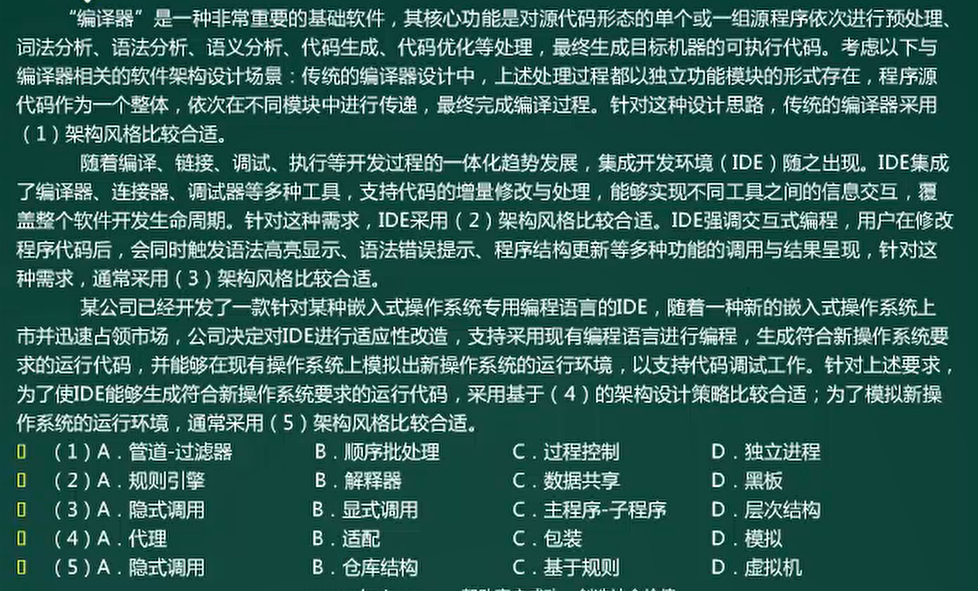 “编译器”是一种非常重要的基础软件，其核心功能是对源代码形态的单个或一组源程序依次进行预处理、
词法分析、语法分析、语义分析、代码生成、代码优化等处理，最终生成目标机器的可执行代码。考虑以下与
编译器相关的软件架构设计场景：传统的编译器设计中，上述处理过程都以独立功能模块的形式存在，程序源
代码作为一个整体，依次在不同模块中进行传递，最终完成编译过程。针对这种设计思路，传统的编译器采用
（1）架构风格比较合适。
随着编译、链接、调试、执行等开发过程的一体化趋势发展，集成开发环境（IDE）随之出现。IDE集成
了编译器、连接器、调试器等多种工具，支持代码的增量修改与处理，能够实现不同工具之间的信息交互，覆
盖整个软件开发生命周期。针对这种需求，IDE采用（2）架构风格比较合适。IDE强调交互式编程，用户在修改
程序代码后，会同时触发语法高亮显示、语法错误提示、程序结构更新等多种功能的调用与结果呈现，针对这
种需求，通常采用（3）架构风格比较合适。
某公司已经开发了一款针对某种嵌入式操作系统专用编程语言的IDE，随着一种新的嵌入式操作系统上
市并迅速占领市场，公司决定对IDE进行适应性改造，支持采用现有编程语言进行编程，生成符合新操作系统要
求的运行代码，并能够在现有操作系统上模拟出新操作系统的运行环境，以支持代码调试工作。针对上述要求，
为了使IDE能够生成符合新操作系统要求的运行代码，采用基于（4）的架构设计策略比较合适；为了模拟新操
作系统的运行环境，通常采用（5）架构风格比较合适。
（1）A．管道-过滤器 B．顺序批处理 C．过程控制 D．独立进程
（2）A．规则引擎 B．解释器 C．数据共享 D．黑板
（3）A．隐式调用 B．显式调用 C．主程序-子程序 D．层次结构
（4）A．代理 B．适配 C．包装 D．模拟
（5）A．隐式调用 B．仓库结构 C．基于规则 D．虚拟机